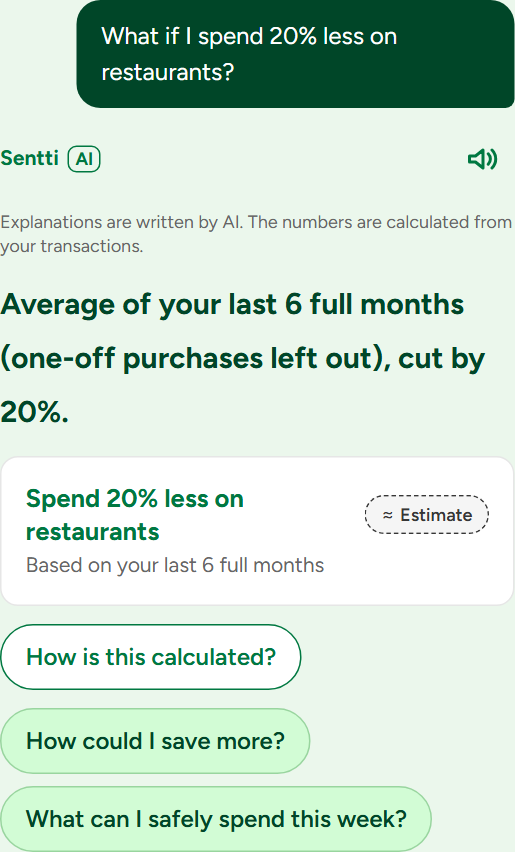 What if I spend 20% less on
restaurants?
Sentti AI
Explanations are written by AI. The numbers are calculated from
your transactions.
Average of your last 6 full months
(one-off purchases left out), cut by
20%.
Spend 20% less on
restaurants
≈ Estimate
Based on your last 6 full months
How is this calculated?
How could I save more?
What can I safely spend this week?